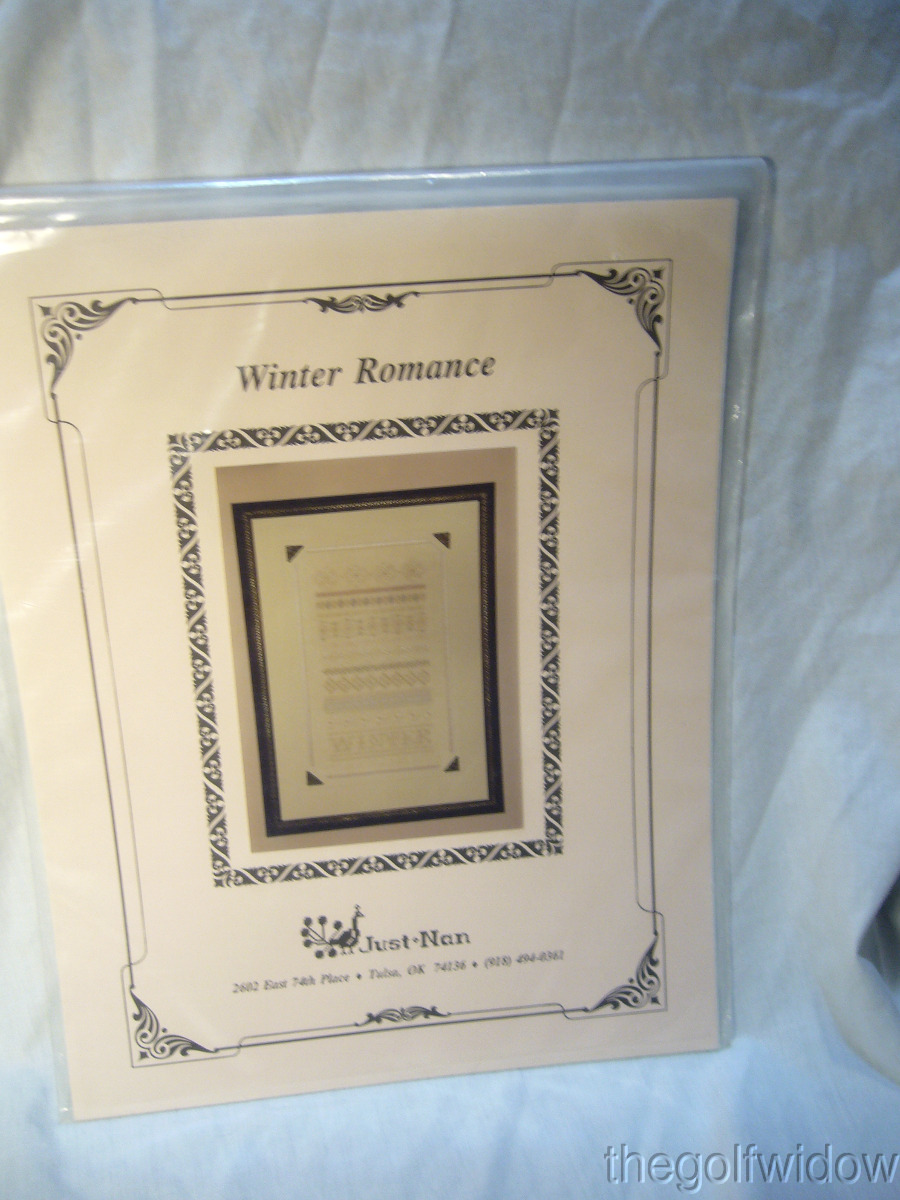 Winter Romance
WINTER
Just·Nan
2602 East 74th Place ♦ Tulsa, OK 74136 ♦ (918) 494-0361
thegolfwidow